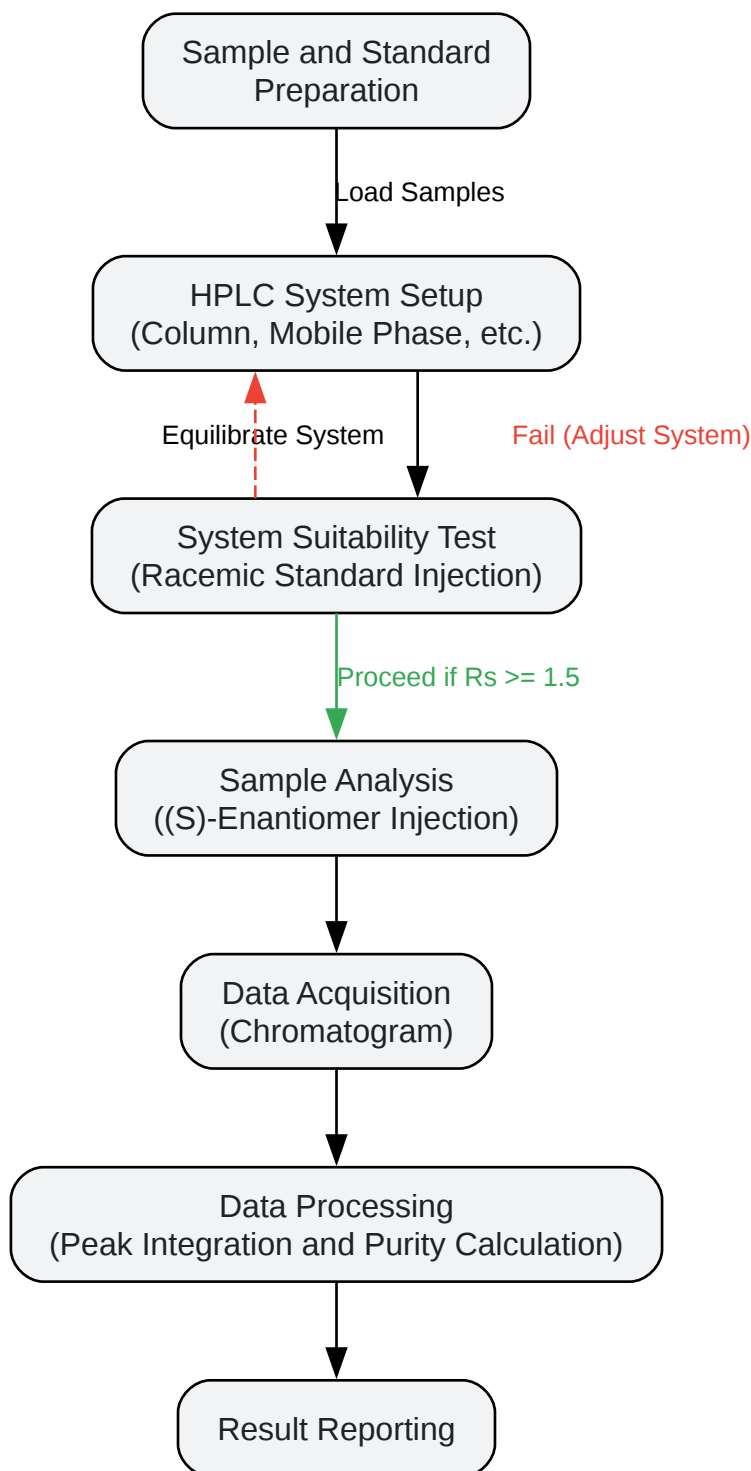 Sample and Standard
Preparation
Load Samples
HPLC System Setup
(Column, Mobile Phase, etc.)
Equilibrate System
Fail (Adjust System)
System Suitability Test
(Racemic Standard Injection)
Proceed if Rs >= 1.5
Sample Analysis
((S)-Enantiomer Injection)
Data Acquisition
(Chromatogram)
Data Processing
(Peak Integration and Purity Calculation)
Result Reporting